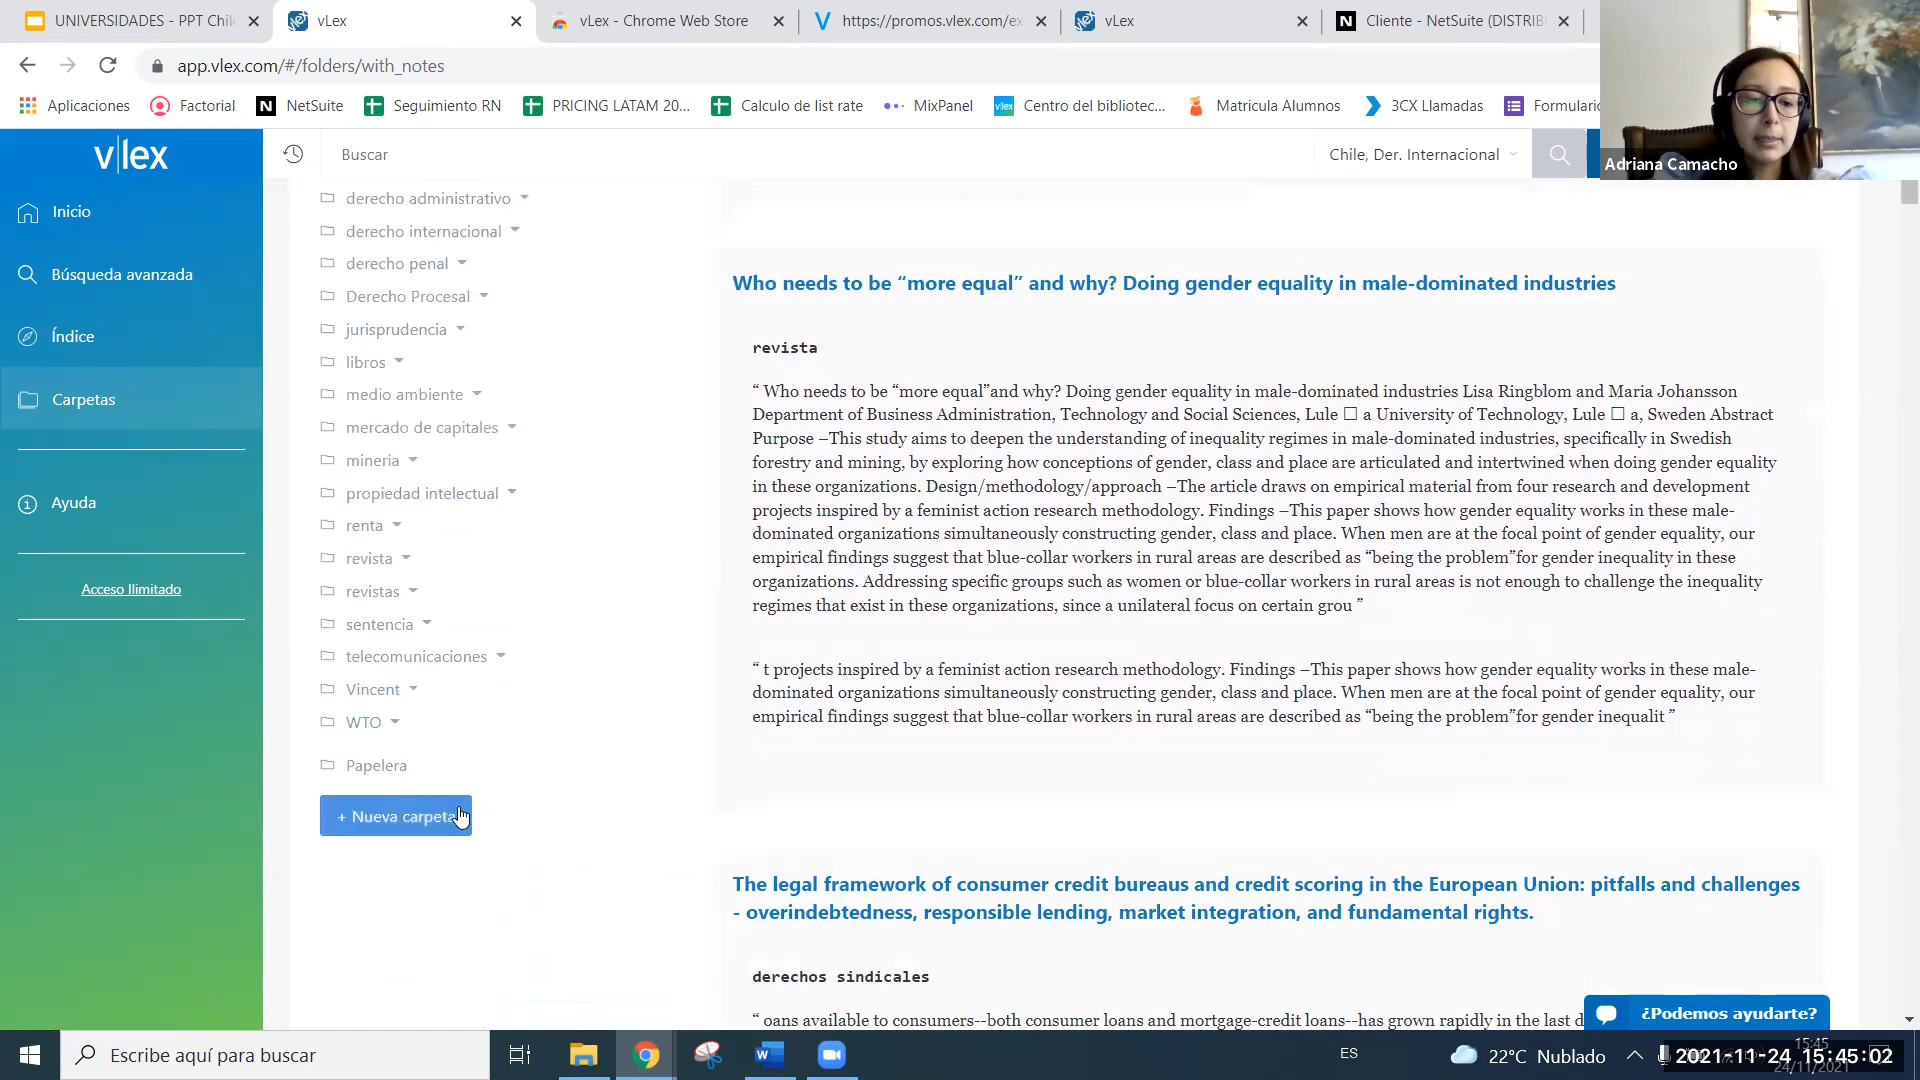 UNIVERSIDADES - PPT Chil
vLex
vLex - Chrome Web Store
https://promos.vlex.com/ex
vLex
Cliente - NetSuite (DISTRIB
app.vlex.com/#/folders/with_notes
Aplicaciones
Factorial
NetSuite
Seguimiento RN
PRICING LATAM 20...
Calculo de list rate
MixPanel
Centro del bibliotec...
Matricula Alumnos
3CX Llamadas
Formulario
Adriana Camacho
v|lex
Buscar
Chile, Der. Internacional
Inicio
Búsqueda avanzada
Índice
Carpetas
Ayuda
Acceso Ilimitado
derecho administrativo
derecho internacional
derecho penal
Derecho Procesal
jurisprudencia
libros
medio ambiente
mercado de capitales
mineria
propiedad intelectual
renta
revista
revistas
sentencia
telecomunicaciones
Vincent
WTO
Papelera
+ Nueva carpeta
Who needs to be “more equal” and why? Doing gender equality in male-dominated industries
revista
“ Who needs to be “more equal”and why? Doing gender equality in male-dominated industries Lisa Ringblom and Maria Johansson
Department of Business Administration, Technology and Social Sciences, Lule □ a University of Technology, Lule □ a, Sweden Abstract
Purpose –This study aims to deepen the understanding of inequality regimes in male-dominated industries, specifically in Swedish
forestry and mining, by exploring how conceptions of gender, class and place are articulated and intertwined when doing gender equality
in these organizations. Design/methodology/approach –The article draws on empirical material from four research and development
projects inspired by a feminist action research methodology. Findings –This paper shows how gender equality works in these male-
dominated organizations simultaneously constructing gender, class and place. When men are at the focal point of gender equality, our
empirical findings suggest that blue-collar workers in rural areas are described as “being the problem”for gender inequality in these
organizations. Addressing specific groups such as women or blue-collar workers in rural areas is not enough to challenge the inequality
regimes that exist in these organizations, since a unilateral focus on certain grou ”
“ t projects inspired by a feminist action research methodology. Findings –This paper shows how gender equality works in these male-
dominated organizations simultaneously constructing gender, class and place. When men are at the focal point of gender equality, our
empirical findings suggest that blue-collar workers in rural areas are described as “being the problem”for gender inequalit ”
The legal framework of consumer credit bureaus and credit scoring in the European Union: pitfalls and challenges
- overindebtedness, responsible lending, market integration, and fundamental rights.
derechos sindicales
“ oans available to consumers--both consumer loans and mortgage-credit loans--has grown rapidly in the last d
¿Podemos ayudarte?
Escribe aquí para buscar
ES
22°C Nublado
15:45
24/11/2021
2021-11-24 15:45:02